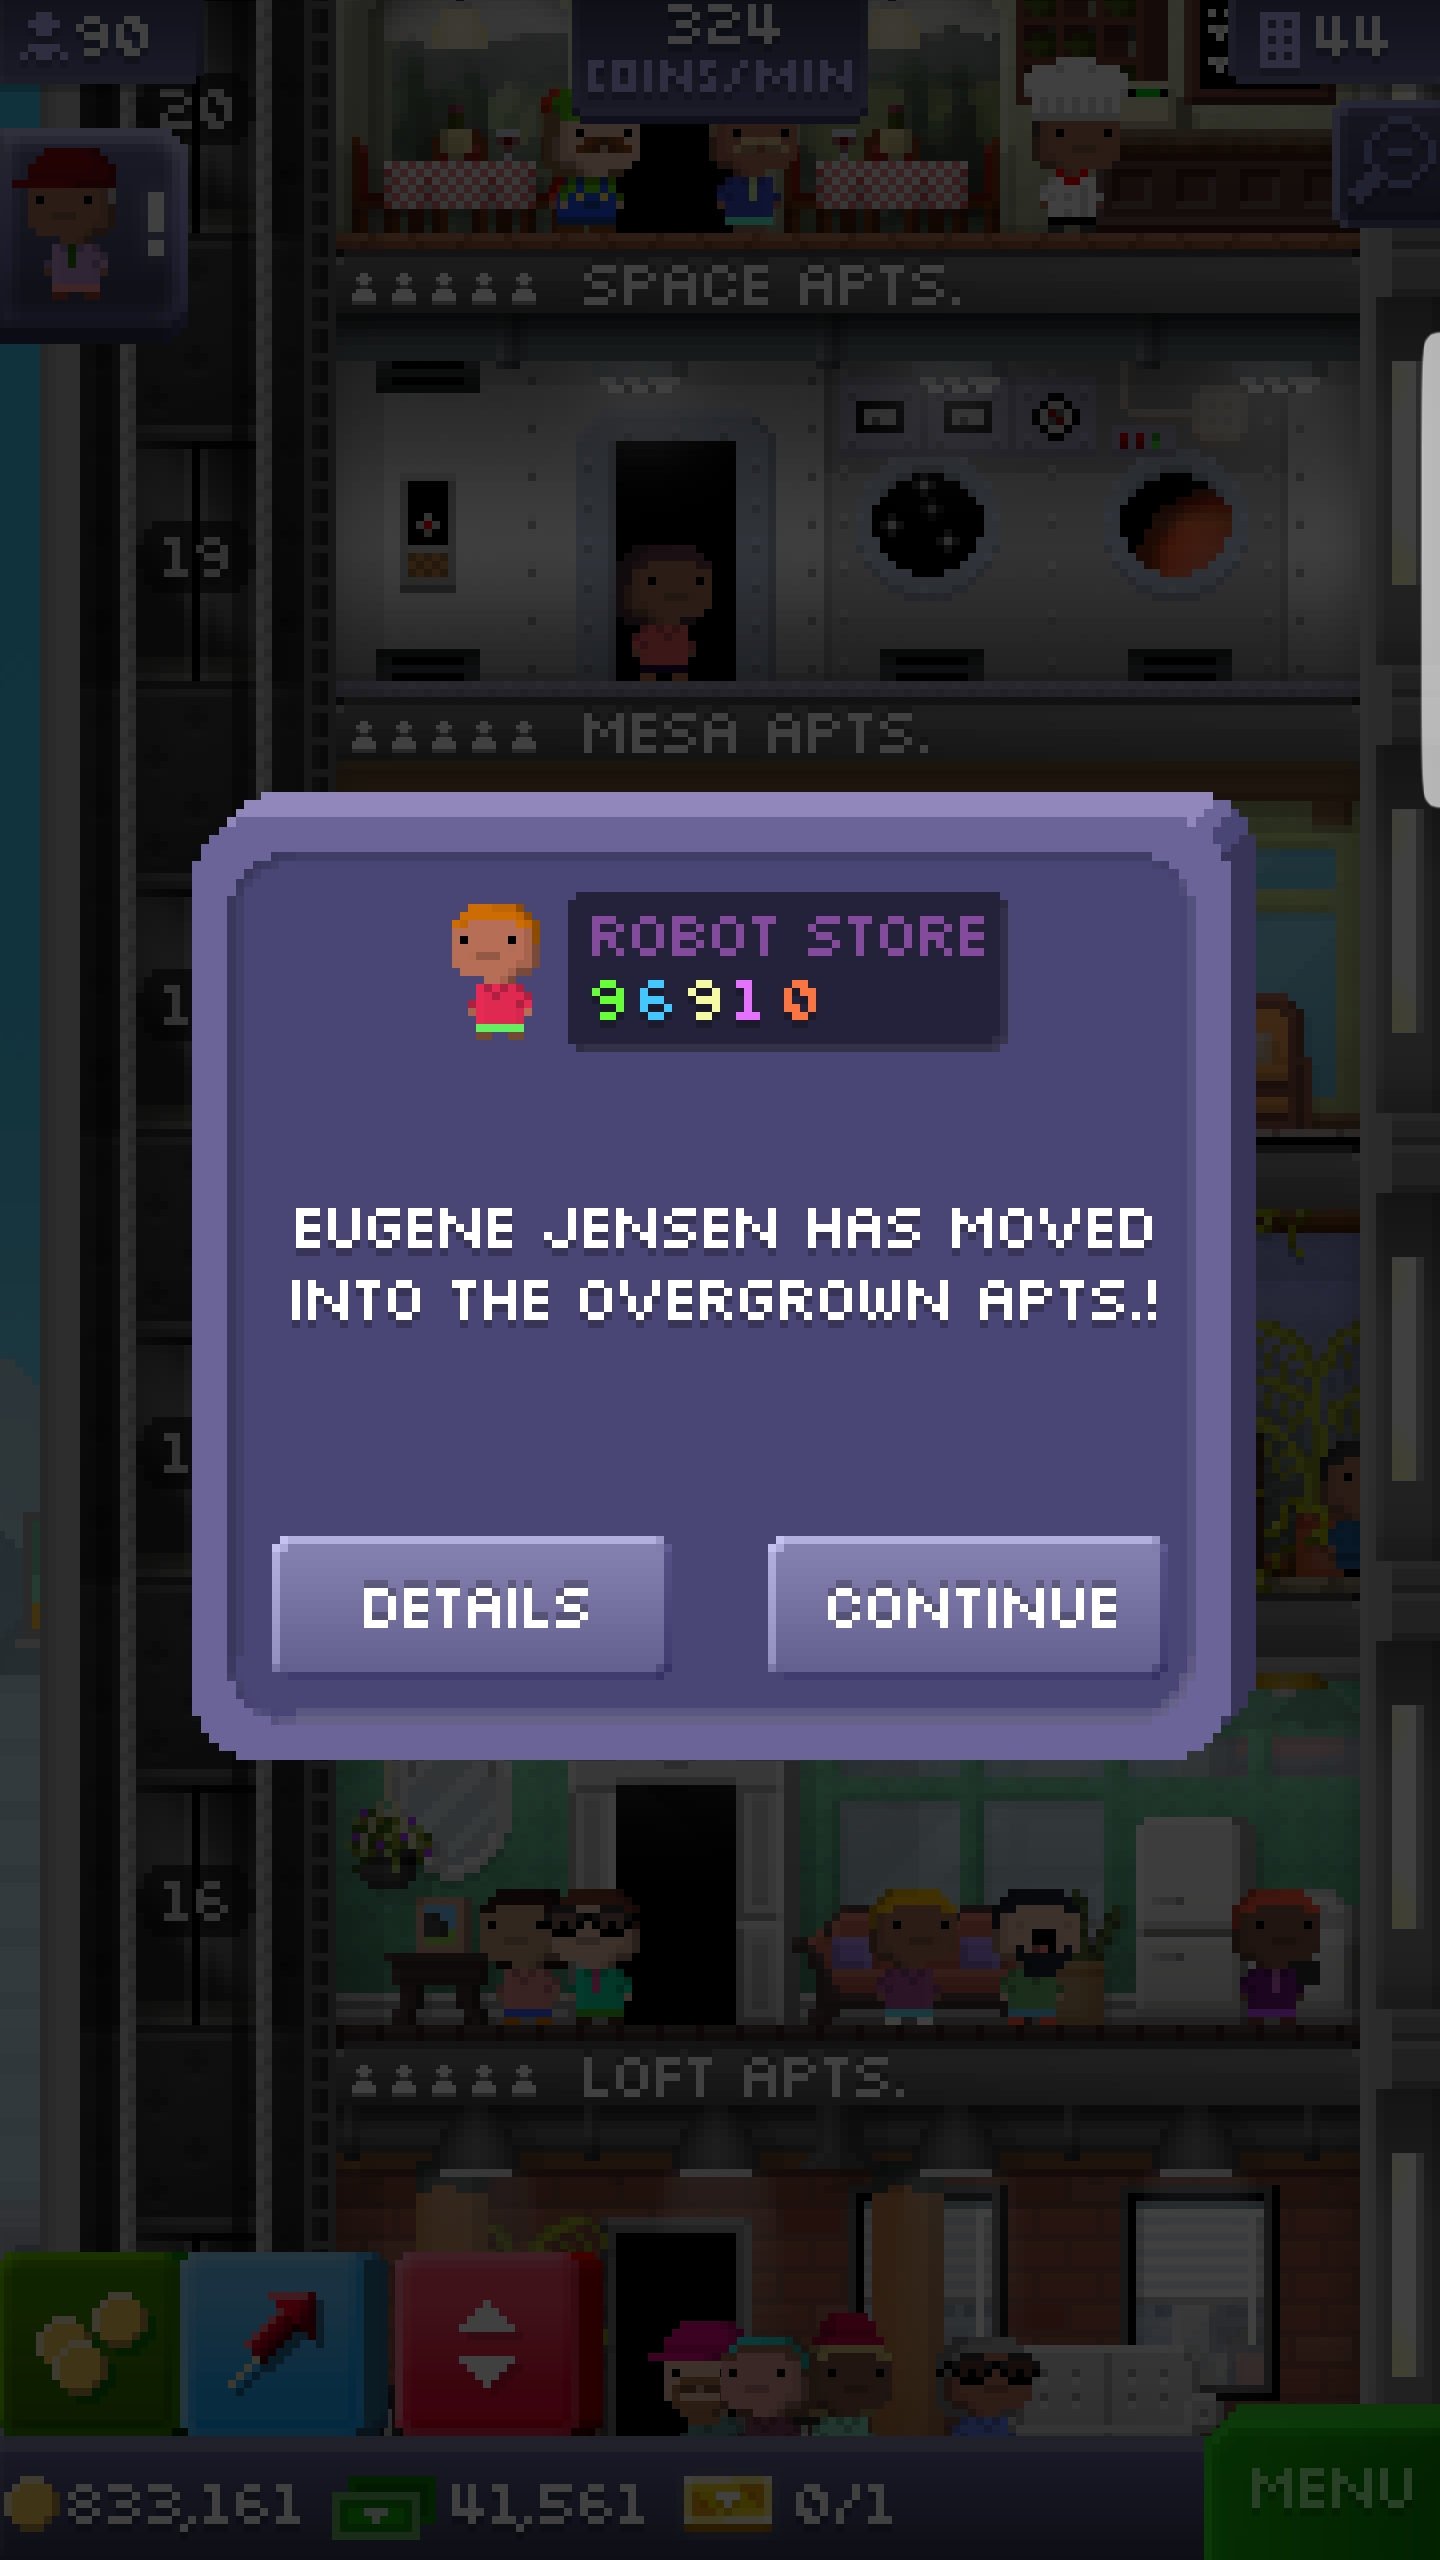 90
324
COINS/MIN
44
20
SPACE APTS.
19
MESA APTS.
ROBOT STORE
9 6 9 1 0
EUGENE JENSEN HAS MOVED
INTO THE OVERGROWN APTS.!
DETAILS
CONTINUE
16
LOFT APTS.
833,161
41,561
0/1
MENU